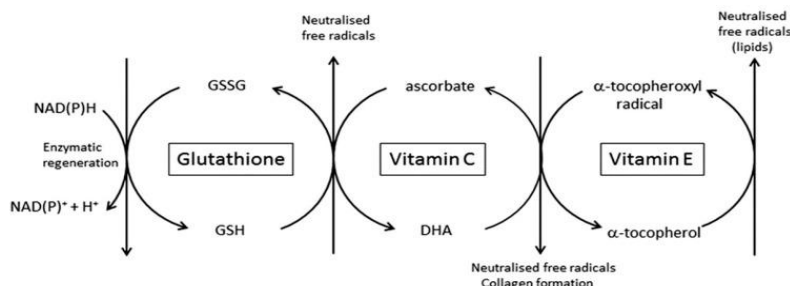 Neutralised
free radicals
Neutralised
free radicals
(lipids)
GSSG
ascorbate
α-tocopheroxyl
radical
NAD(P)H
Enzymatic
regeneration
Glutathione
Vitamin C
Vitamin E
NAD(P)⁺ + H⁺
GSH
DHA
α-tocopherol
Neutralised free radicals
Collagen formation